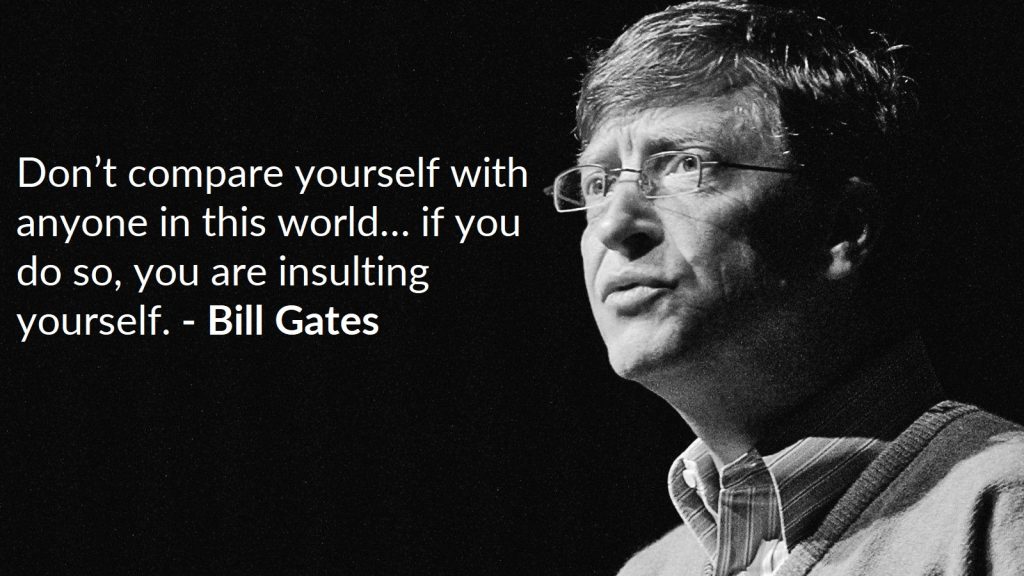 Don’t compare yourself with
anyone in this world... if you
do so, you are insulting
yourself. - Bill Gates